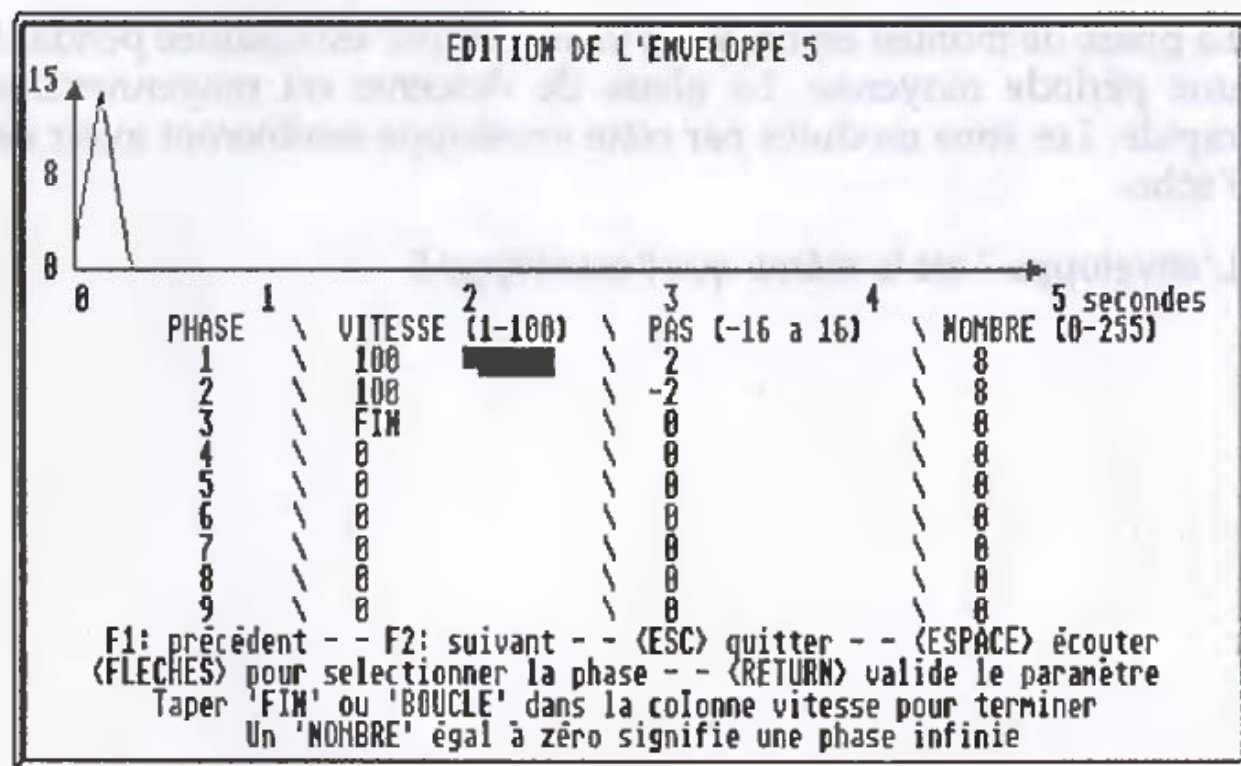 EDITION DE L'ENVELOPPE 5
15
8
0
0 1 2 3 4 5 secondes
PHASE \ VITESSE (1-100) \ PAS (-16 a 16) \ NOMBRE (0-255)
1 \ 100 \ 2 \ 8
2 \ 100 \ -2 \ 8
3 \ FIN \ 0 \ 0
4 \ 0 \ 0 \ 0
5 \ 0 \ 0 \ 0
6 \ 0 \ 0 \ 0
7 \ 0 \ 0 \ 0
8 \ 0 \ 0 \ 0
9 \ 0 \ 0 \ 0
F1: précédent - - F2: suivant - - <ESC> quitter - - <ESPACE> écouter
<FLECHES> pour selectionner la phase - - <RETURN> valide le paramètre
Taper 'FIN' ou 'BOUCLE' dans la colonne vitesse pour terminer
Un 'NOMBRE' égal à zéro signifie une phase infinie